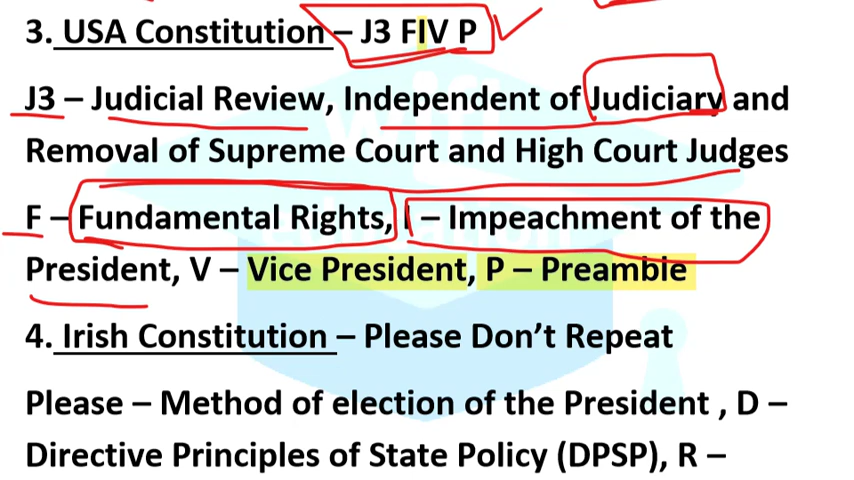 3. USA Constitution – J3 FIV P
J3 – Judicial Review, Independent of Judiciary and
Removal of Supreme Court and High Court Judges
F – Fundamental Rights, I – Impeachment of the
President, V – Vice President, P – Preamble
4. Irish Constitution – Please Don’t Repeat
Please – Method of election of the President , D –
Directive Principles of State Policy (DPSP), R –